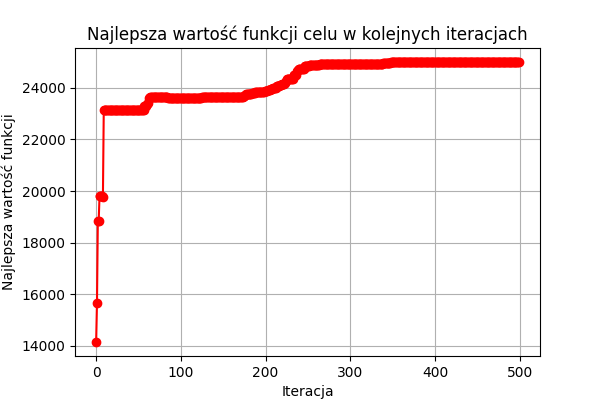 Najlepsza wartość funkcji celu w kolejnych iteracjach
Najlepsza wartość funkcji
24000
22000
20000
18000
16000
14000
0 100 200 300 400 500
Iteracja